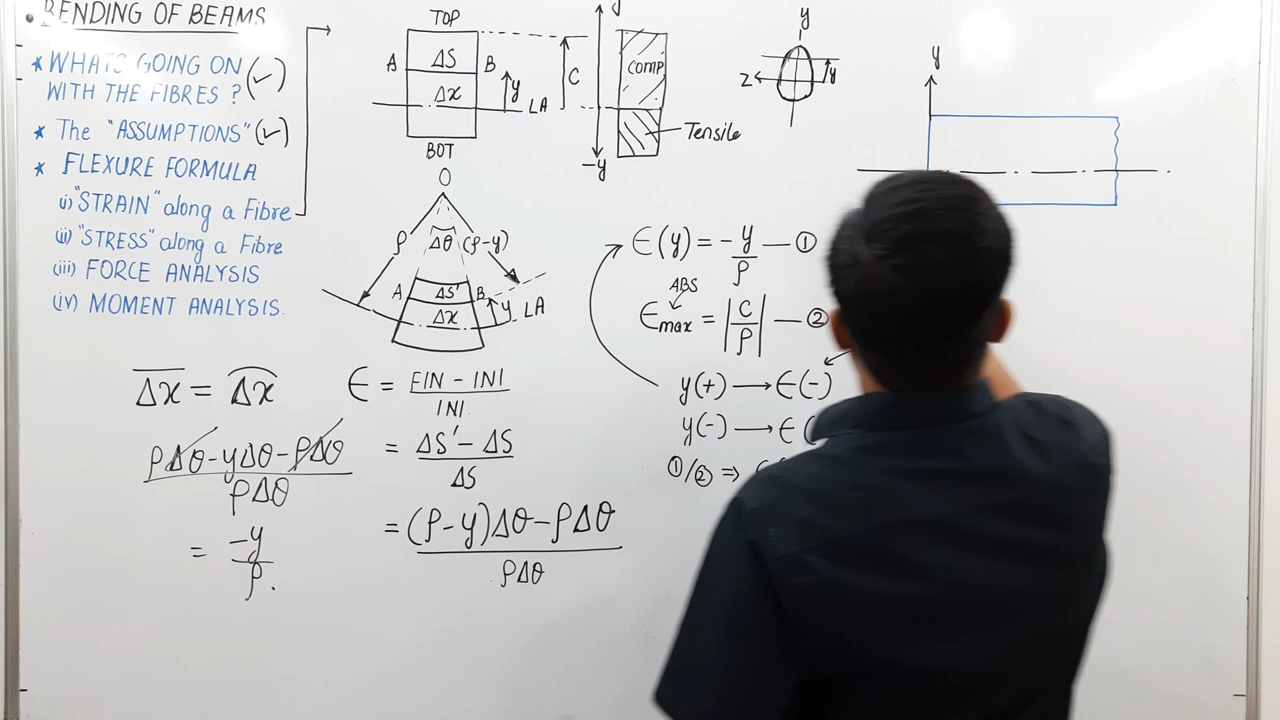 • BENDING OF BEAMS
* WHATS GOING ON (✓)
WITH THE FIBRES ?
* The "ASSUMPTIONS" (✓)
* FLEXURE FORMULA
i) "STRAIN" along a Fibre
(ii) "STRESS" along a Fibre
(iii) FORCE ANALYSIS
(iv) MOMENT ANALYSIS.
TOP
A ΔS B
Δx y LA
C
BOT
COMP
Tensile
-y
y
z y
y
O
ρ Δθ (ρ-y)
A ΔS' B
Δx y LA
Δx = Δx
ρΔθ - yΔθ - ρΔθ
ρΔθ
= -y
ρ.
ε = FINI - INI
INI.
= ΔS' - ΔS
ΔS
= (ρ-y)Δθ - ρΔθ
ρΔθ
ε(y) = - y — ①
ρ
ABS
εmax = |C/ρ| — ②
y(+) → ε(-)
y(-) → ε(
①/② ⇒